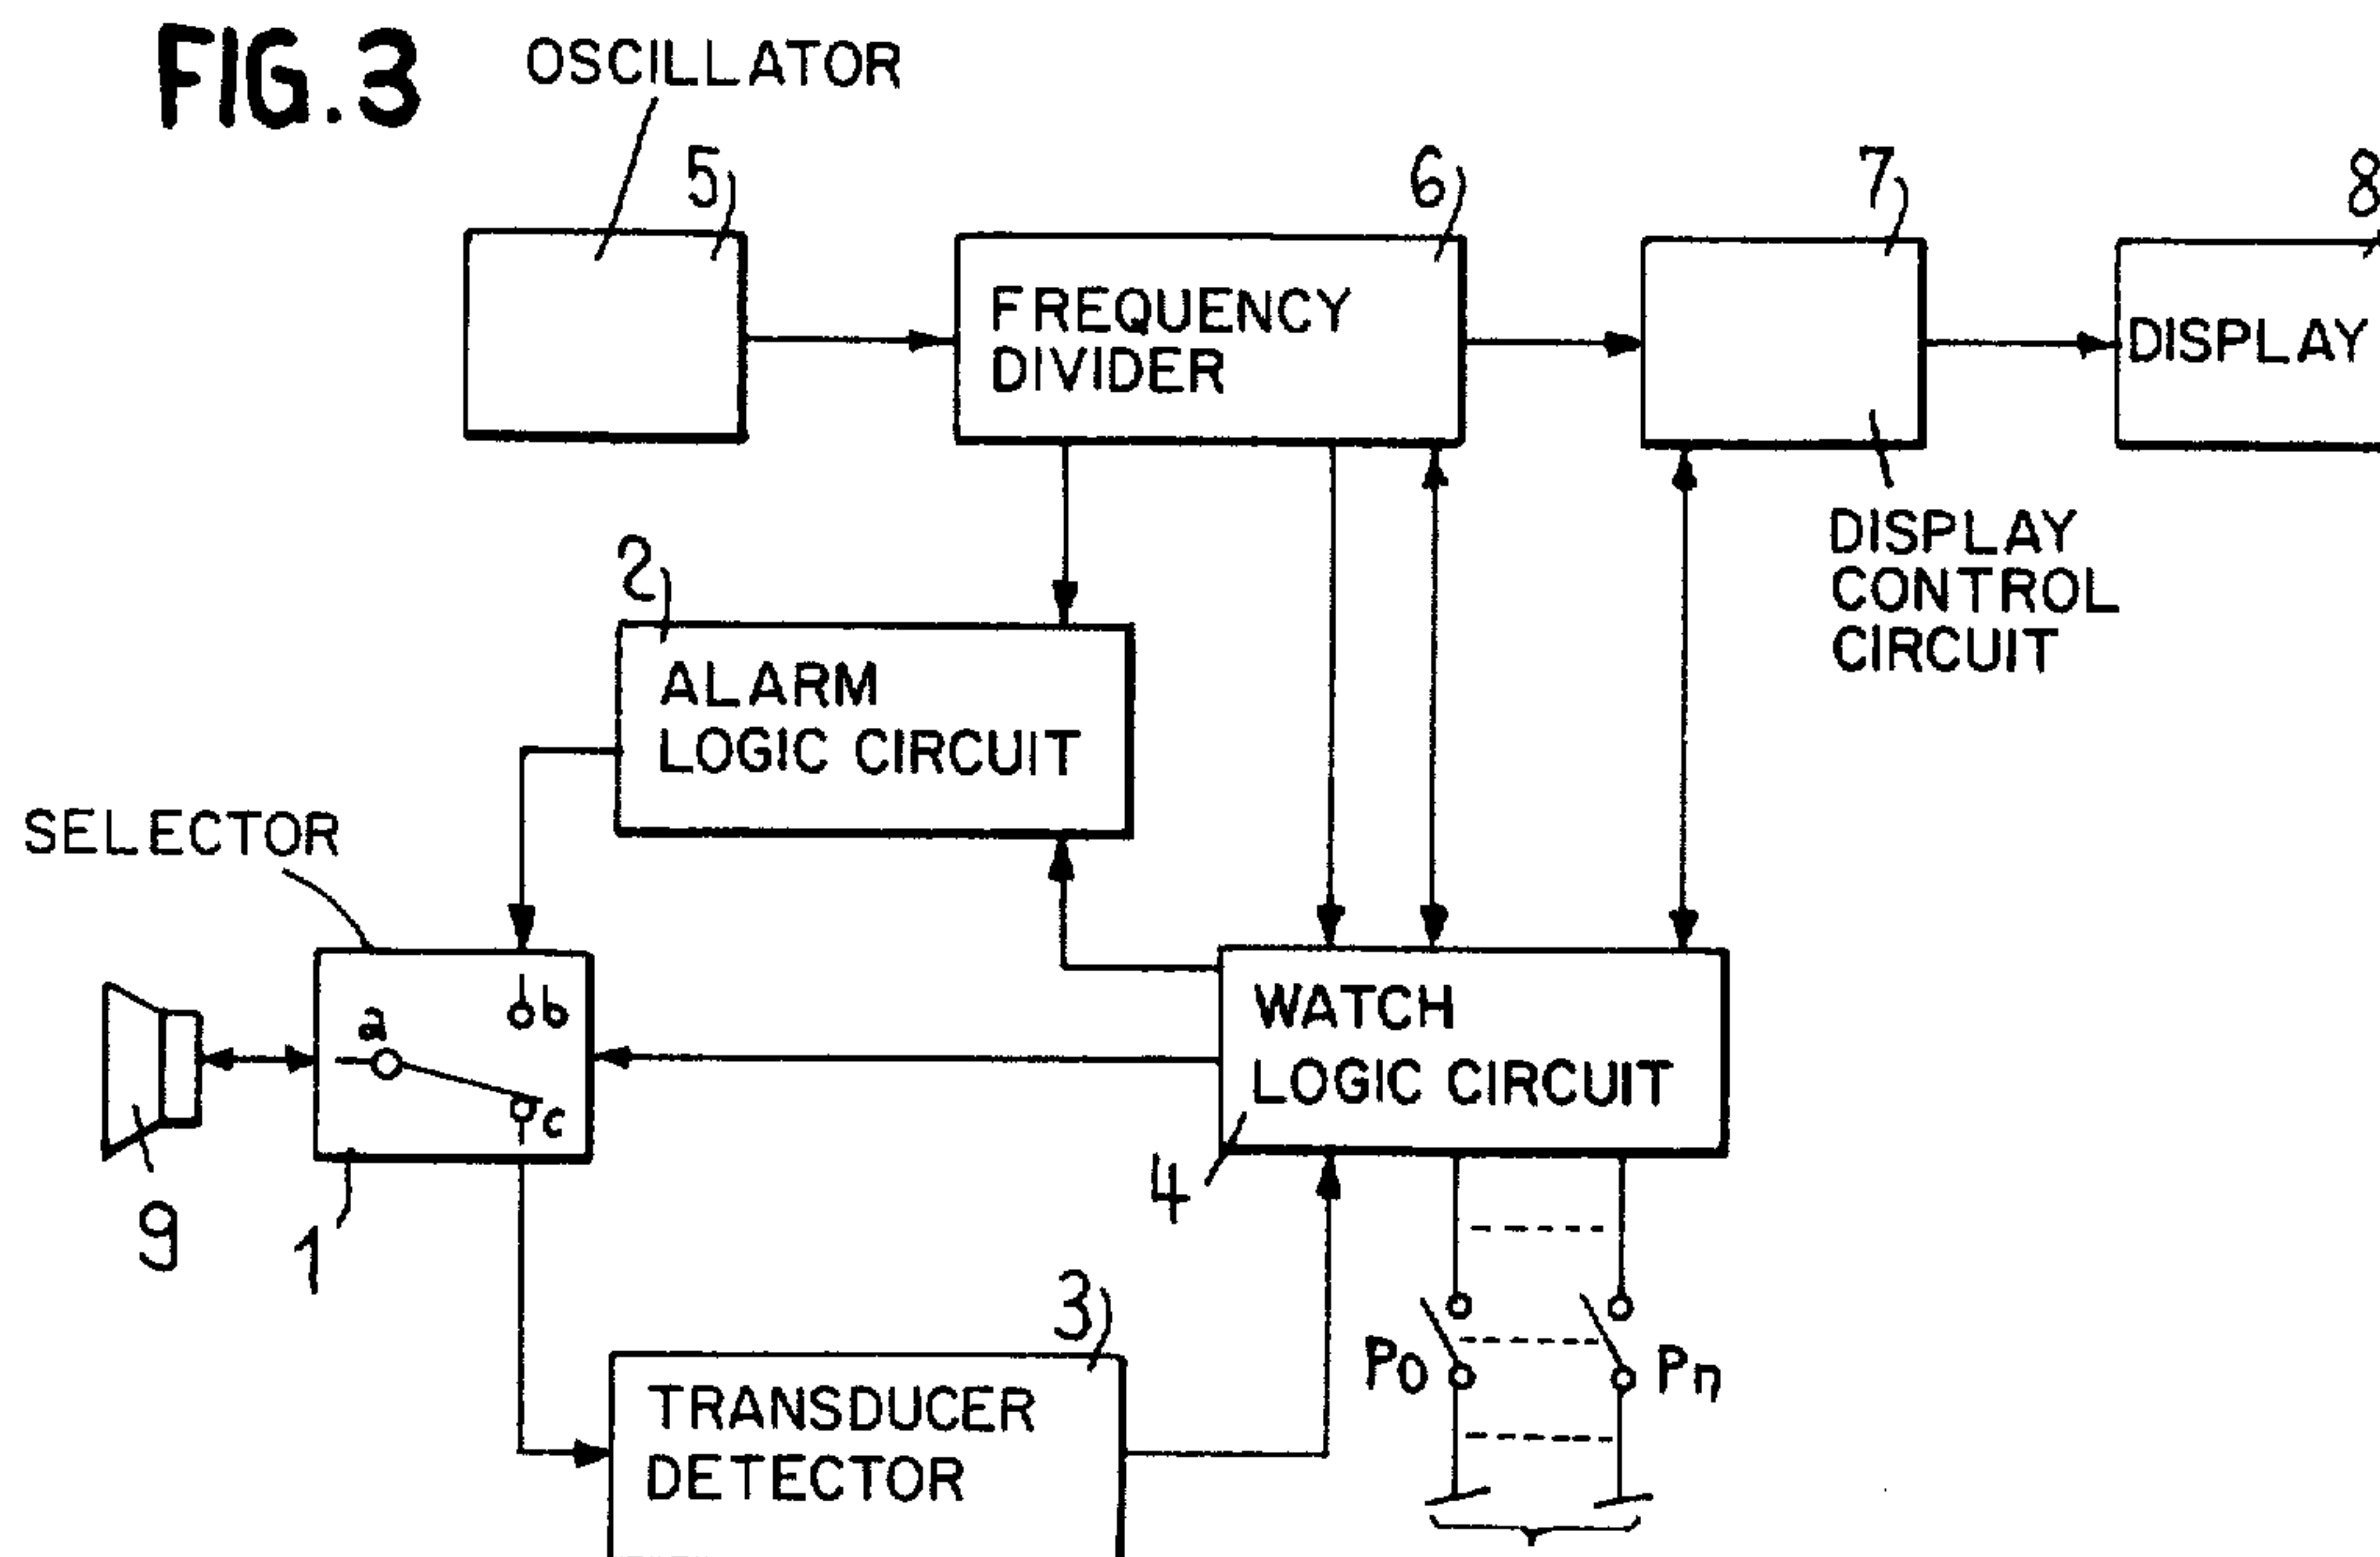 FIG.3
OSCILLATOR
5
6
7
8
FREQUENCY
DIVIDER
DISPLAY
DISPLAY
CONTROL
CIRCUIT
2
ALARM
LOGIC CIRCUIT
SELECTOR
a
b
c
WATCH
LOGIC CIRCUIT
9
1
4
3
TRANSDUCER
DETECTOR
Po
Pn